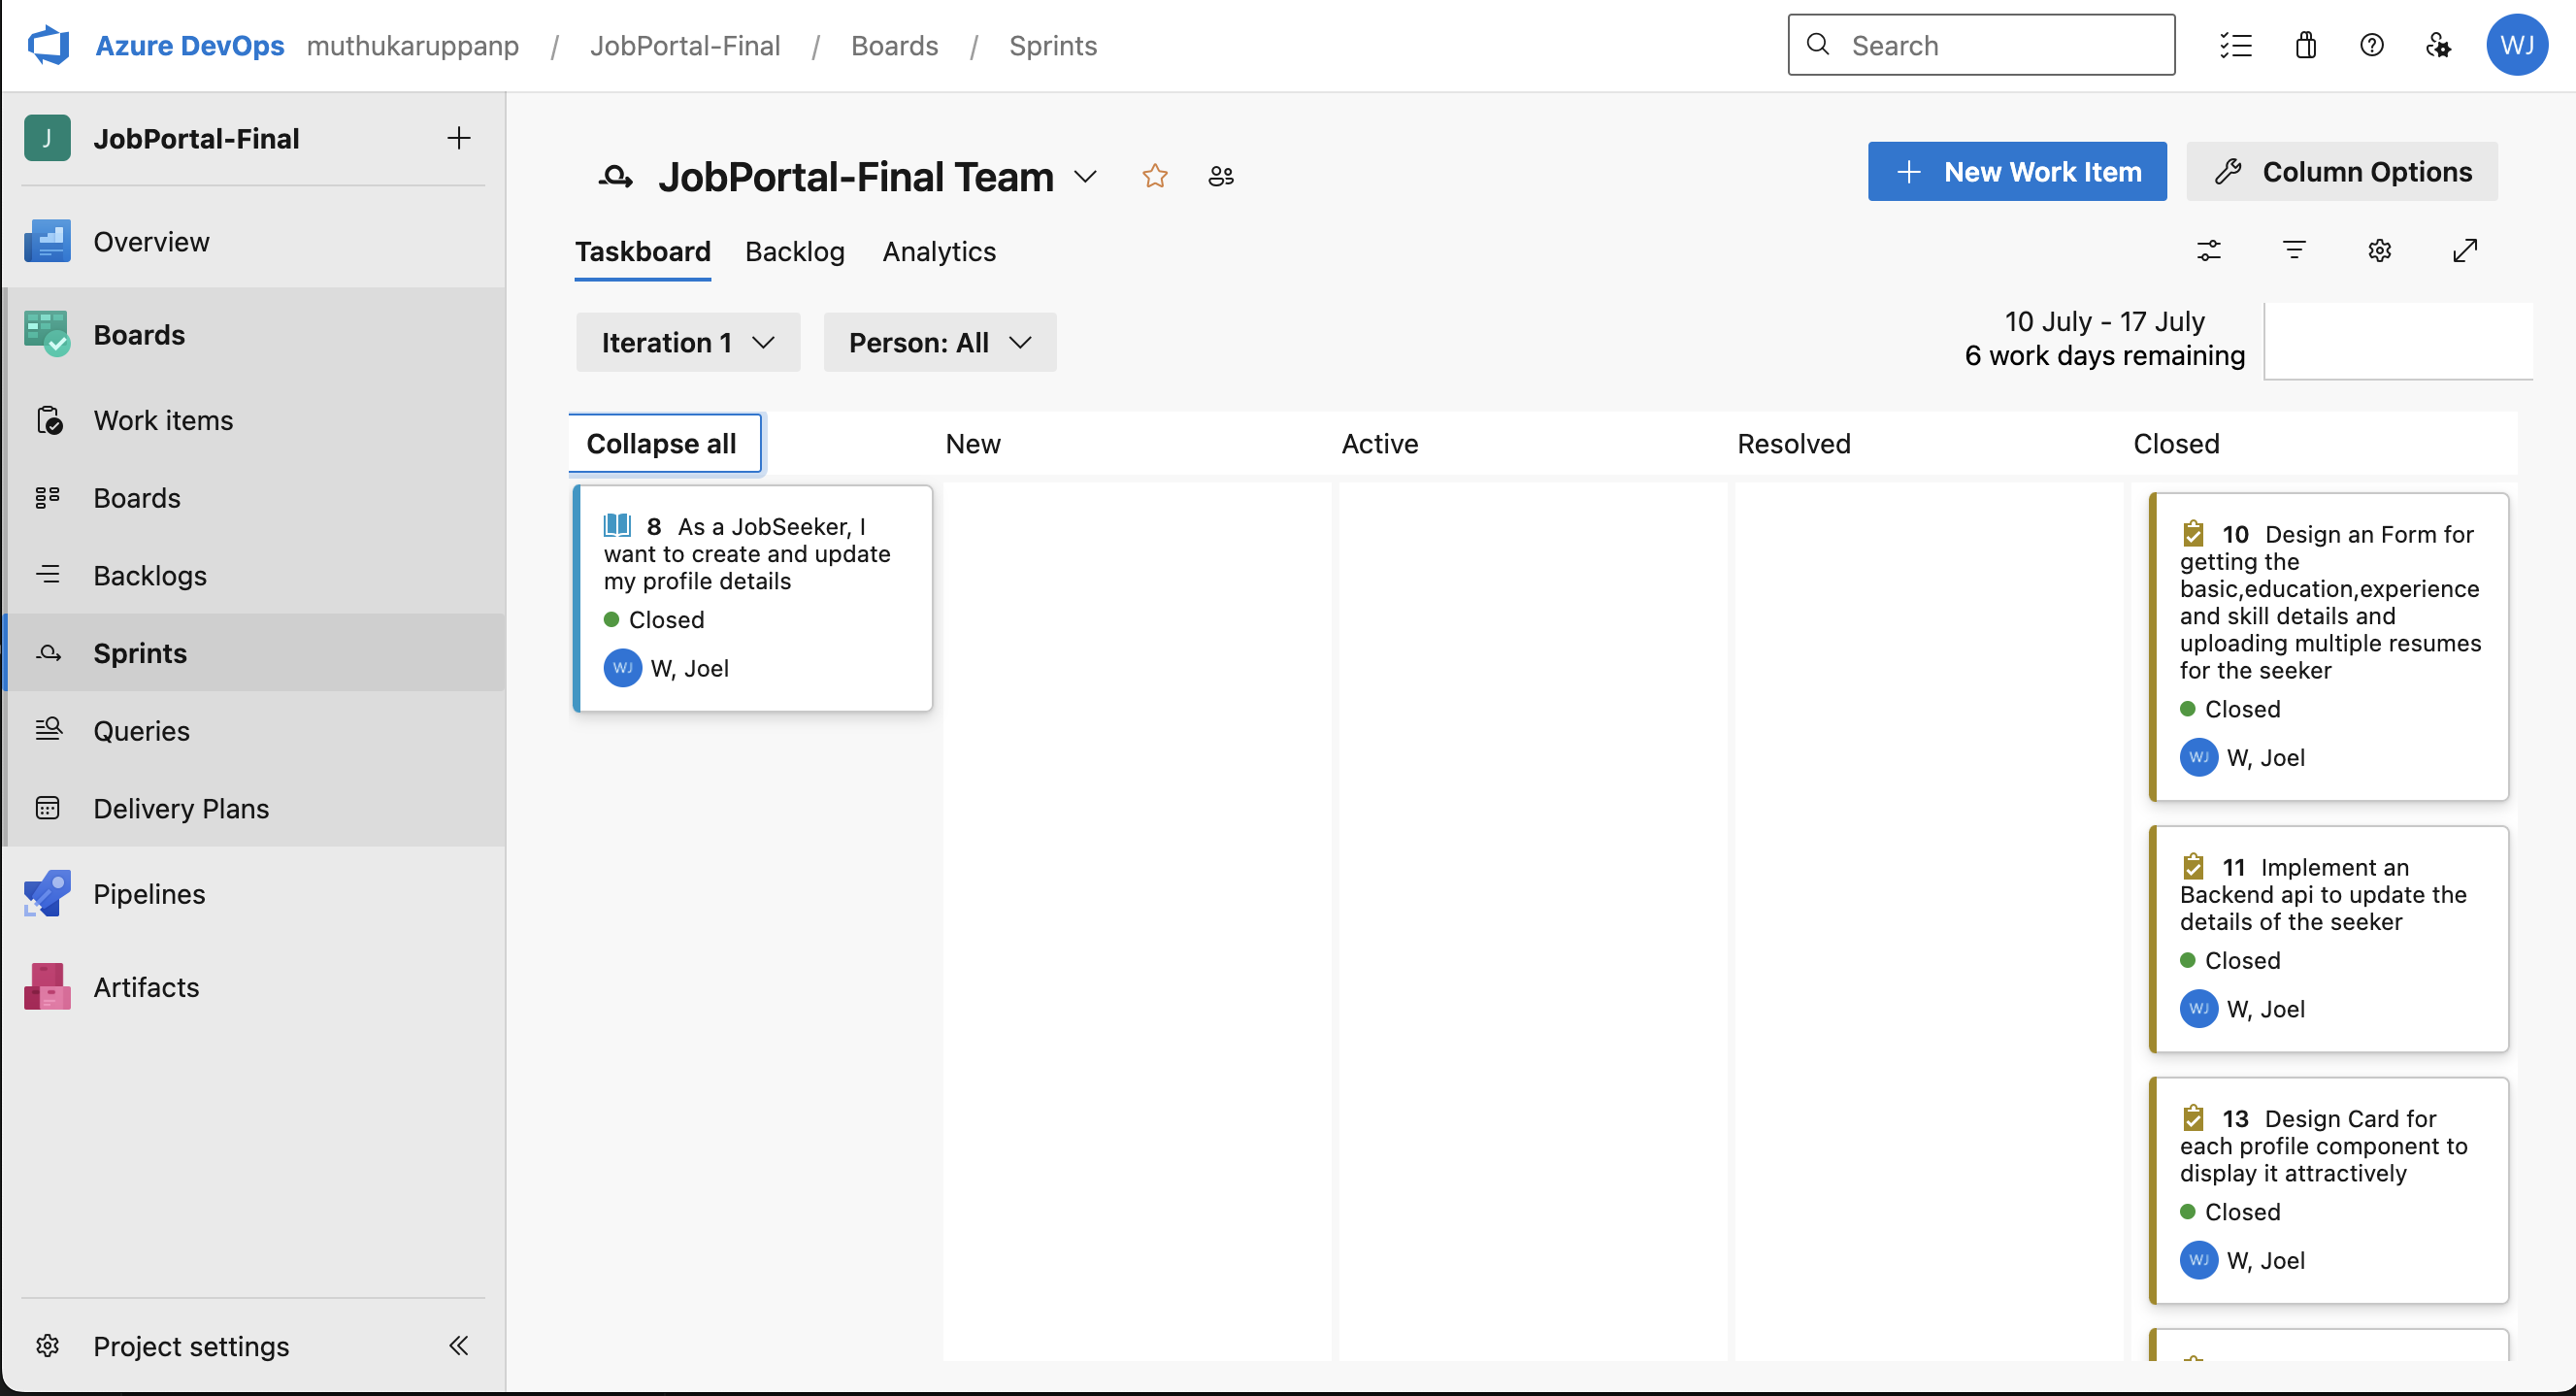 Azure DevOps muthukaruppanp / JobPortal-Final / Boards / Sprints
Search
WJ
J JobPortal-Final
Overview
Boards
Work items
Boards
Backlogs
Sprints
Queries
Delivery Plans
Pipelines
Artifacts
Project settings
JobPortal-Final Team
New Work Item
Column Options
Taskboard Backlog Analytics
Iteration 1
Person: All
10 July - 17 July
6 work days remaining
Collapse all
New
Active
Resolved
Closed
8 As a JobSeeker, I
want to create and update
my profile details
Closed
WJ W, Joel
10 Design an Form for
getting the
basic,education,experience
and skill details and
uploading multiple resumes
for the seeker
Closed
WJ W, Joel
11 Implement an
Backend api to update the
details of the seeker
Closed
WJ W, Joel
13 Design Card for
each profile component to
display it attractively
Closed
WJ W, Joel